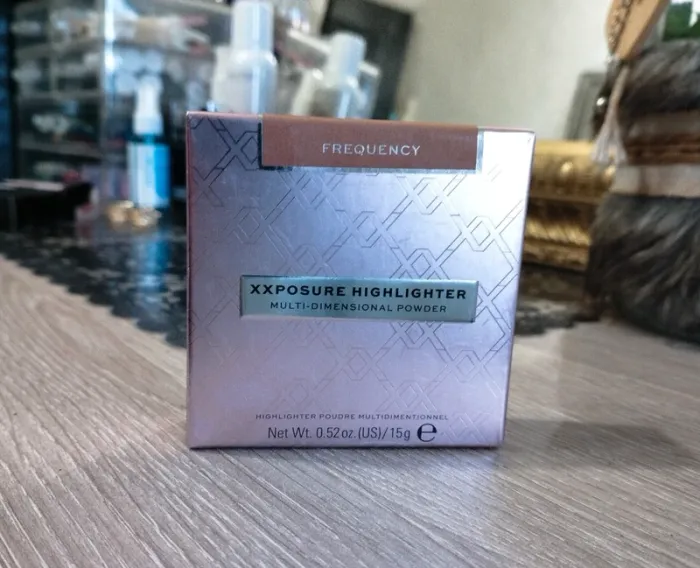 FREQUENCY
XXPOSURE HIGHLIGHTER
MULTI-DIMENSIONAL POWDER
HIGHLIGHTER POUDRE MULTIDIMENTIONNEL
Net Wt. 0.52 oz. (US)/15g ℮